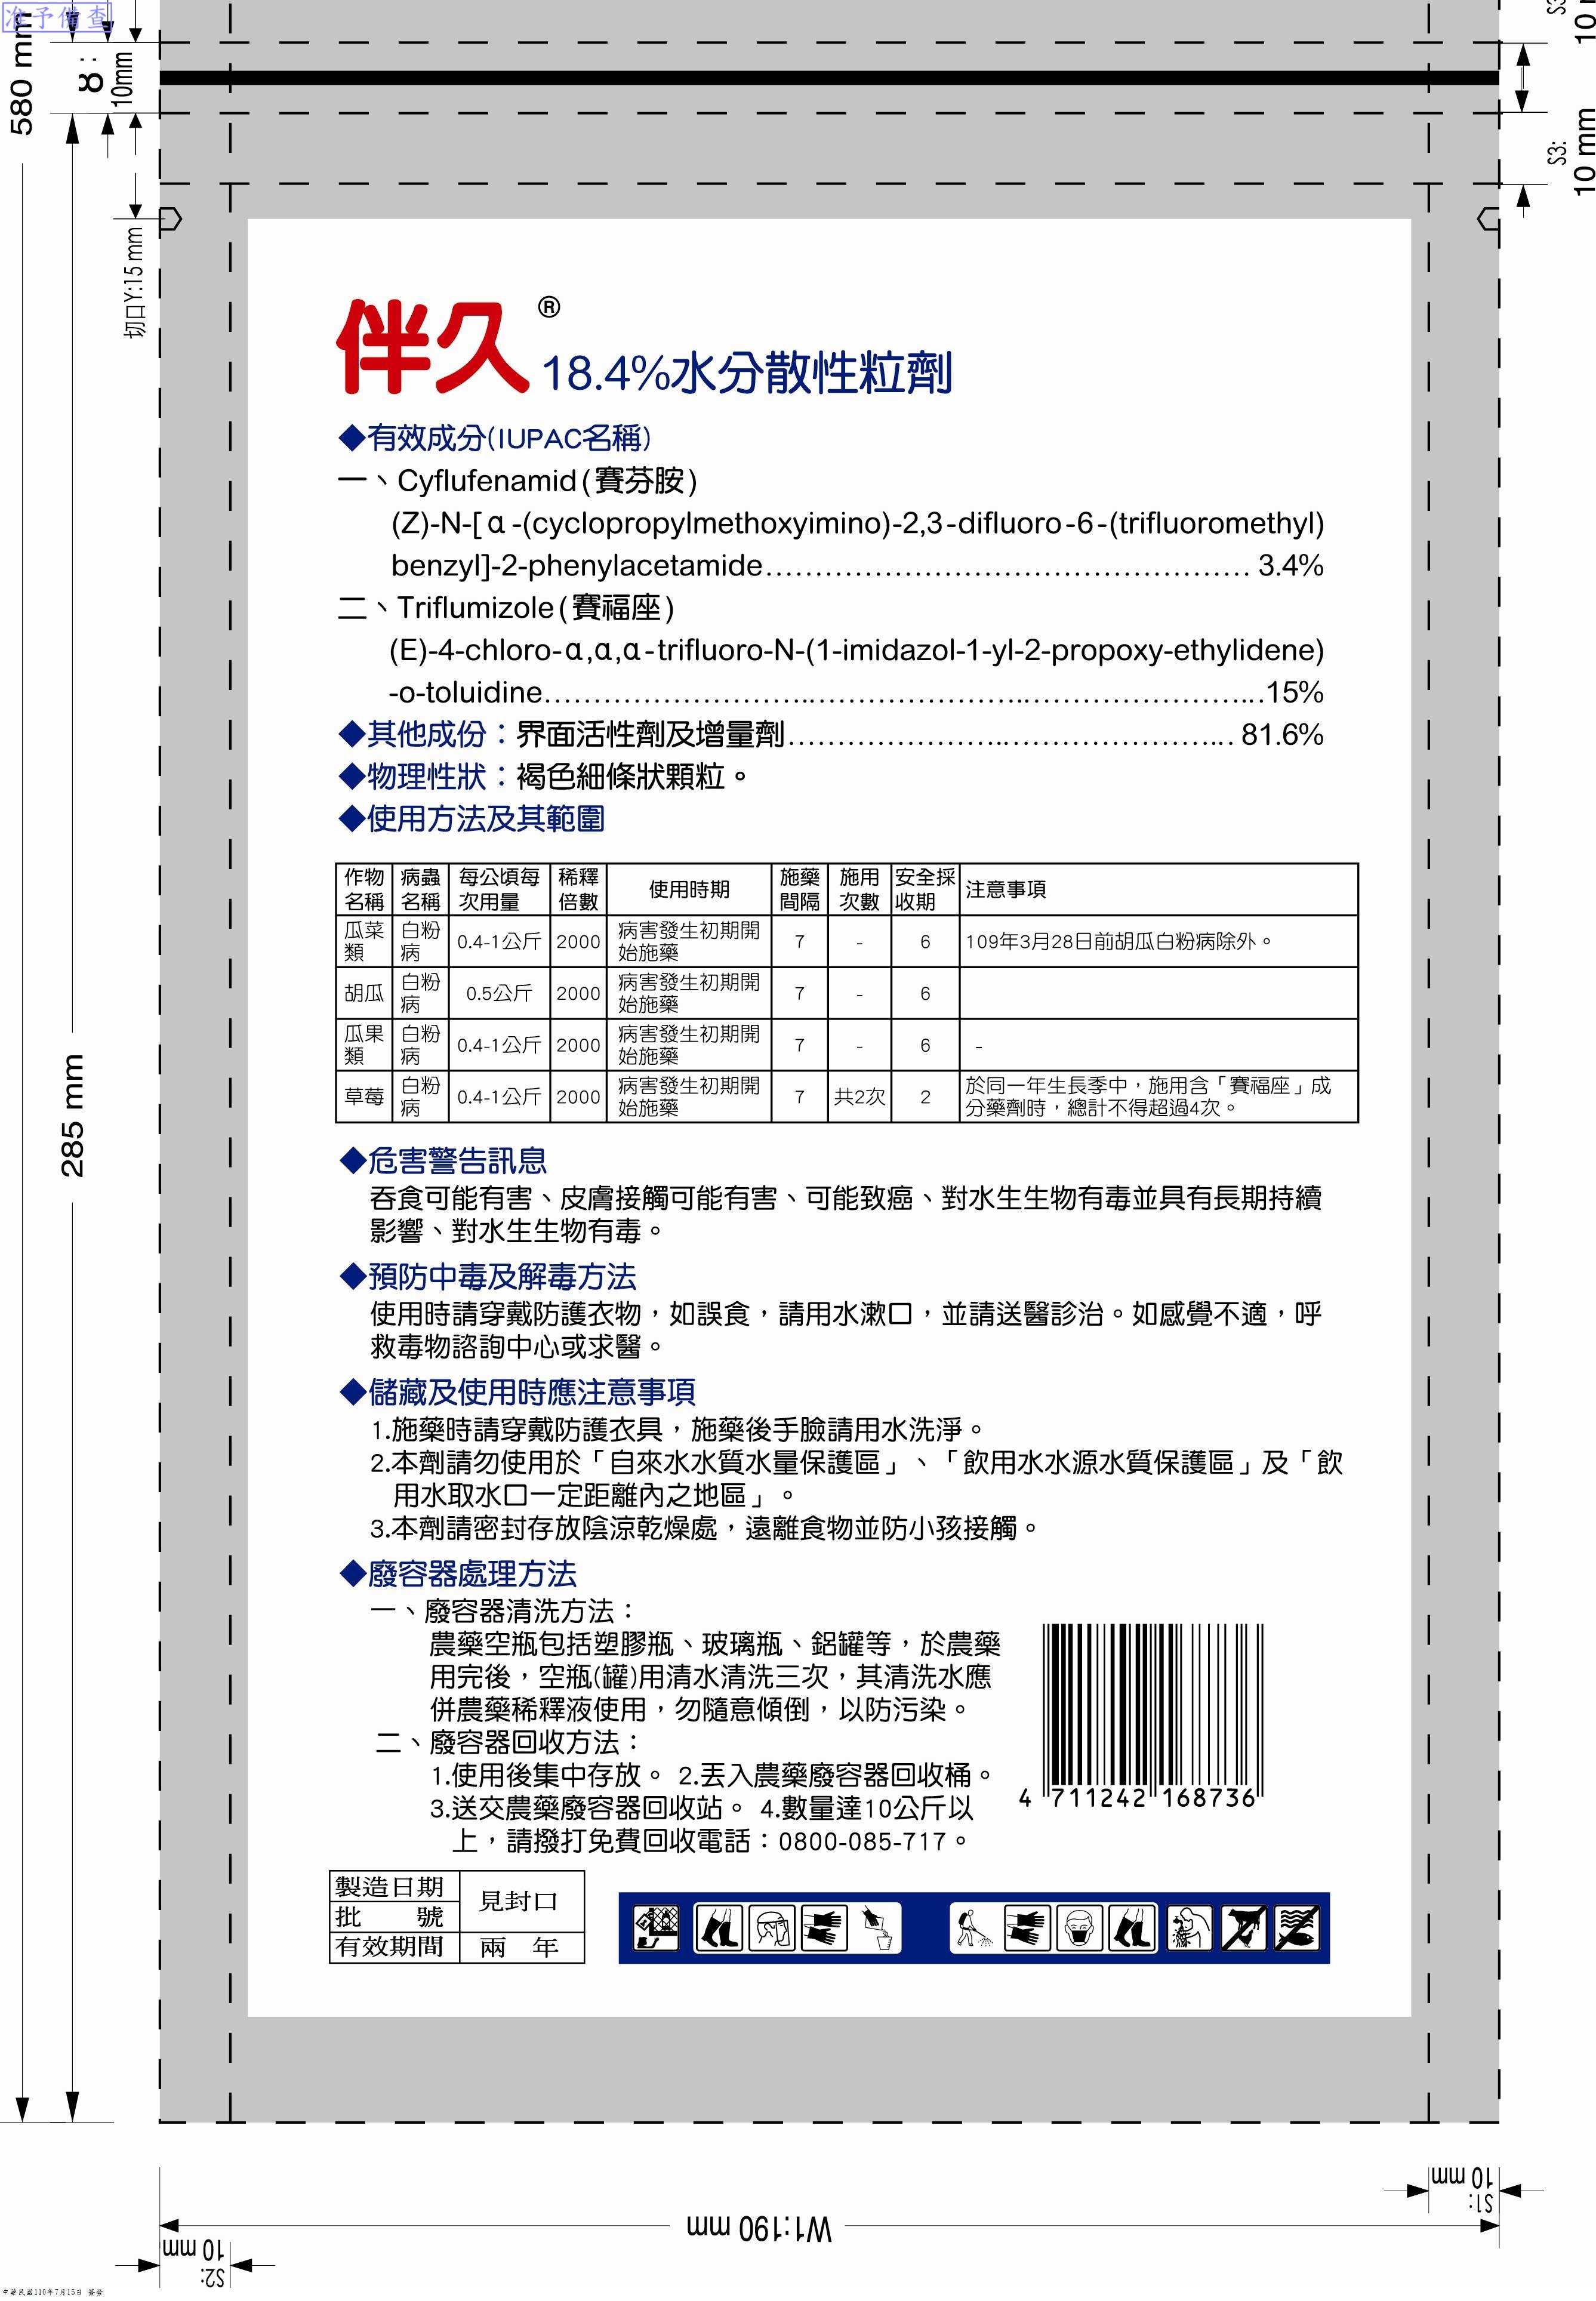 准予備查
580 mm
8:
10mm
10 mm
S3:
10 mm
切口Y:15 mm
285 mm
伴久®
18.4%水分散性粒劑
◆有效成分(IUPAC名稱)
一、Cyflufenamid(賽芬胺)
(Z)-N-[α-(cyclopropylmethoxyimino)-2,3-difluoro-6-(trifluoromethyl)
benzyl]-2-phenylacetamide................................................ 3.4%
二、Triflumizole(賽福座)
(E)-4-chloro-α,α,α-trifluoro-N-(1-imidazol-1-yl-2-propoxy-ethylidene)
-o-toluidine........................................................................15%
◆其他成份：界面活性劑及增量劑............................................. 81.6%
◆物理性狀：褐色細條狀顆粒。
◆使用方法及其範圍
作物名稱 病蟲名稱 每公頃每次用量 稀釋倍數 使用時期 施藥間隔 施用次數 安全採收期 注意事項
瓜菜類 白粉病 0.4-1公斤 2000 病害發生初期開始施藥 7 - 6 109年3月28日前胡瓜白粉病除外。
胡瓜 白粉病 0.5公斤 2000 病害發生初期開始施藥 7 - 6
瓜果類 白粉病 0.4-1公斤 2000 病害發生初期開始施藥 7 - 6 -
草莓 白粉病 0.4-1公斤 2000 病害發生初期開始施藥 7 共2次 2 於同一年生長季中，施用含「賽福座」成分藥劑時，總計不得超過4次。
◆危害警告訊息
吞食可能有害、皮膚接觸可能有害、可能致癌、對水生生物有毒並具有長期持續
影響、對水生生物有毒。
◆預防中毒及解毒方法
使用時請穿戴防護衣物，如誤食，請用水漱口，並請送醫診治。如感覺不適，呼
救毒物諮詢中心或求醫。
◆儲藏及使用時應注意事項
1.施藥時請穿戴防護衣具，施藥後手臉請用水洗淨。
2.本劑請勿使用於「自來水水質水量保護區」、「飲用水水源水質保護區」及「飲
用水取水口一定距離內之地區」。
3.本劑請密封存放陰涼乾燥處，遠離食物並防小孩接觸。
◆廢容器處理方法
一、廢容器清洗方法：
農藥空瓶包括塑膠瓶、玻璃瓶、鋁罐等，於農藥
用完後，空瓶(罐)用清水清洗三次，其清洗水應
併農藥稀釋液使用，勿隨意傾倒，以防污染。
二、廢容器回收方法：
1.使用後集中存放。 2.丟入農藥廢容器回收桶。
3.送交農藥廢容器回收站。 4.數量達10公斤以
上，請撥打免費回收電話：0800-085-717。
4 711242 168736
製造日期 見封口
批 號
有效期間 兩 年
S1:
10 mm
W1:190 mm
S2:
10 mm
中華民國110年7月15日 簽發